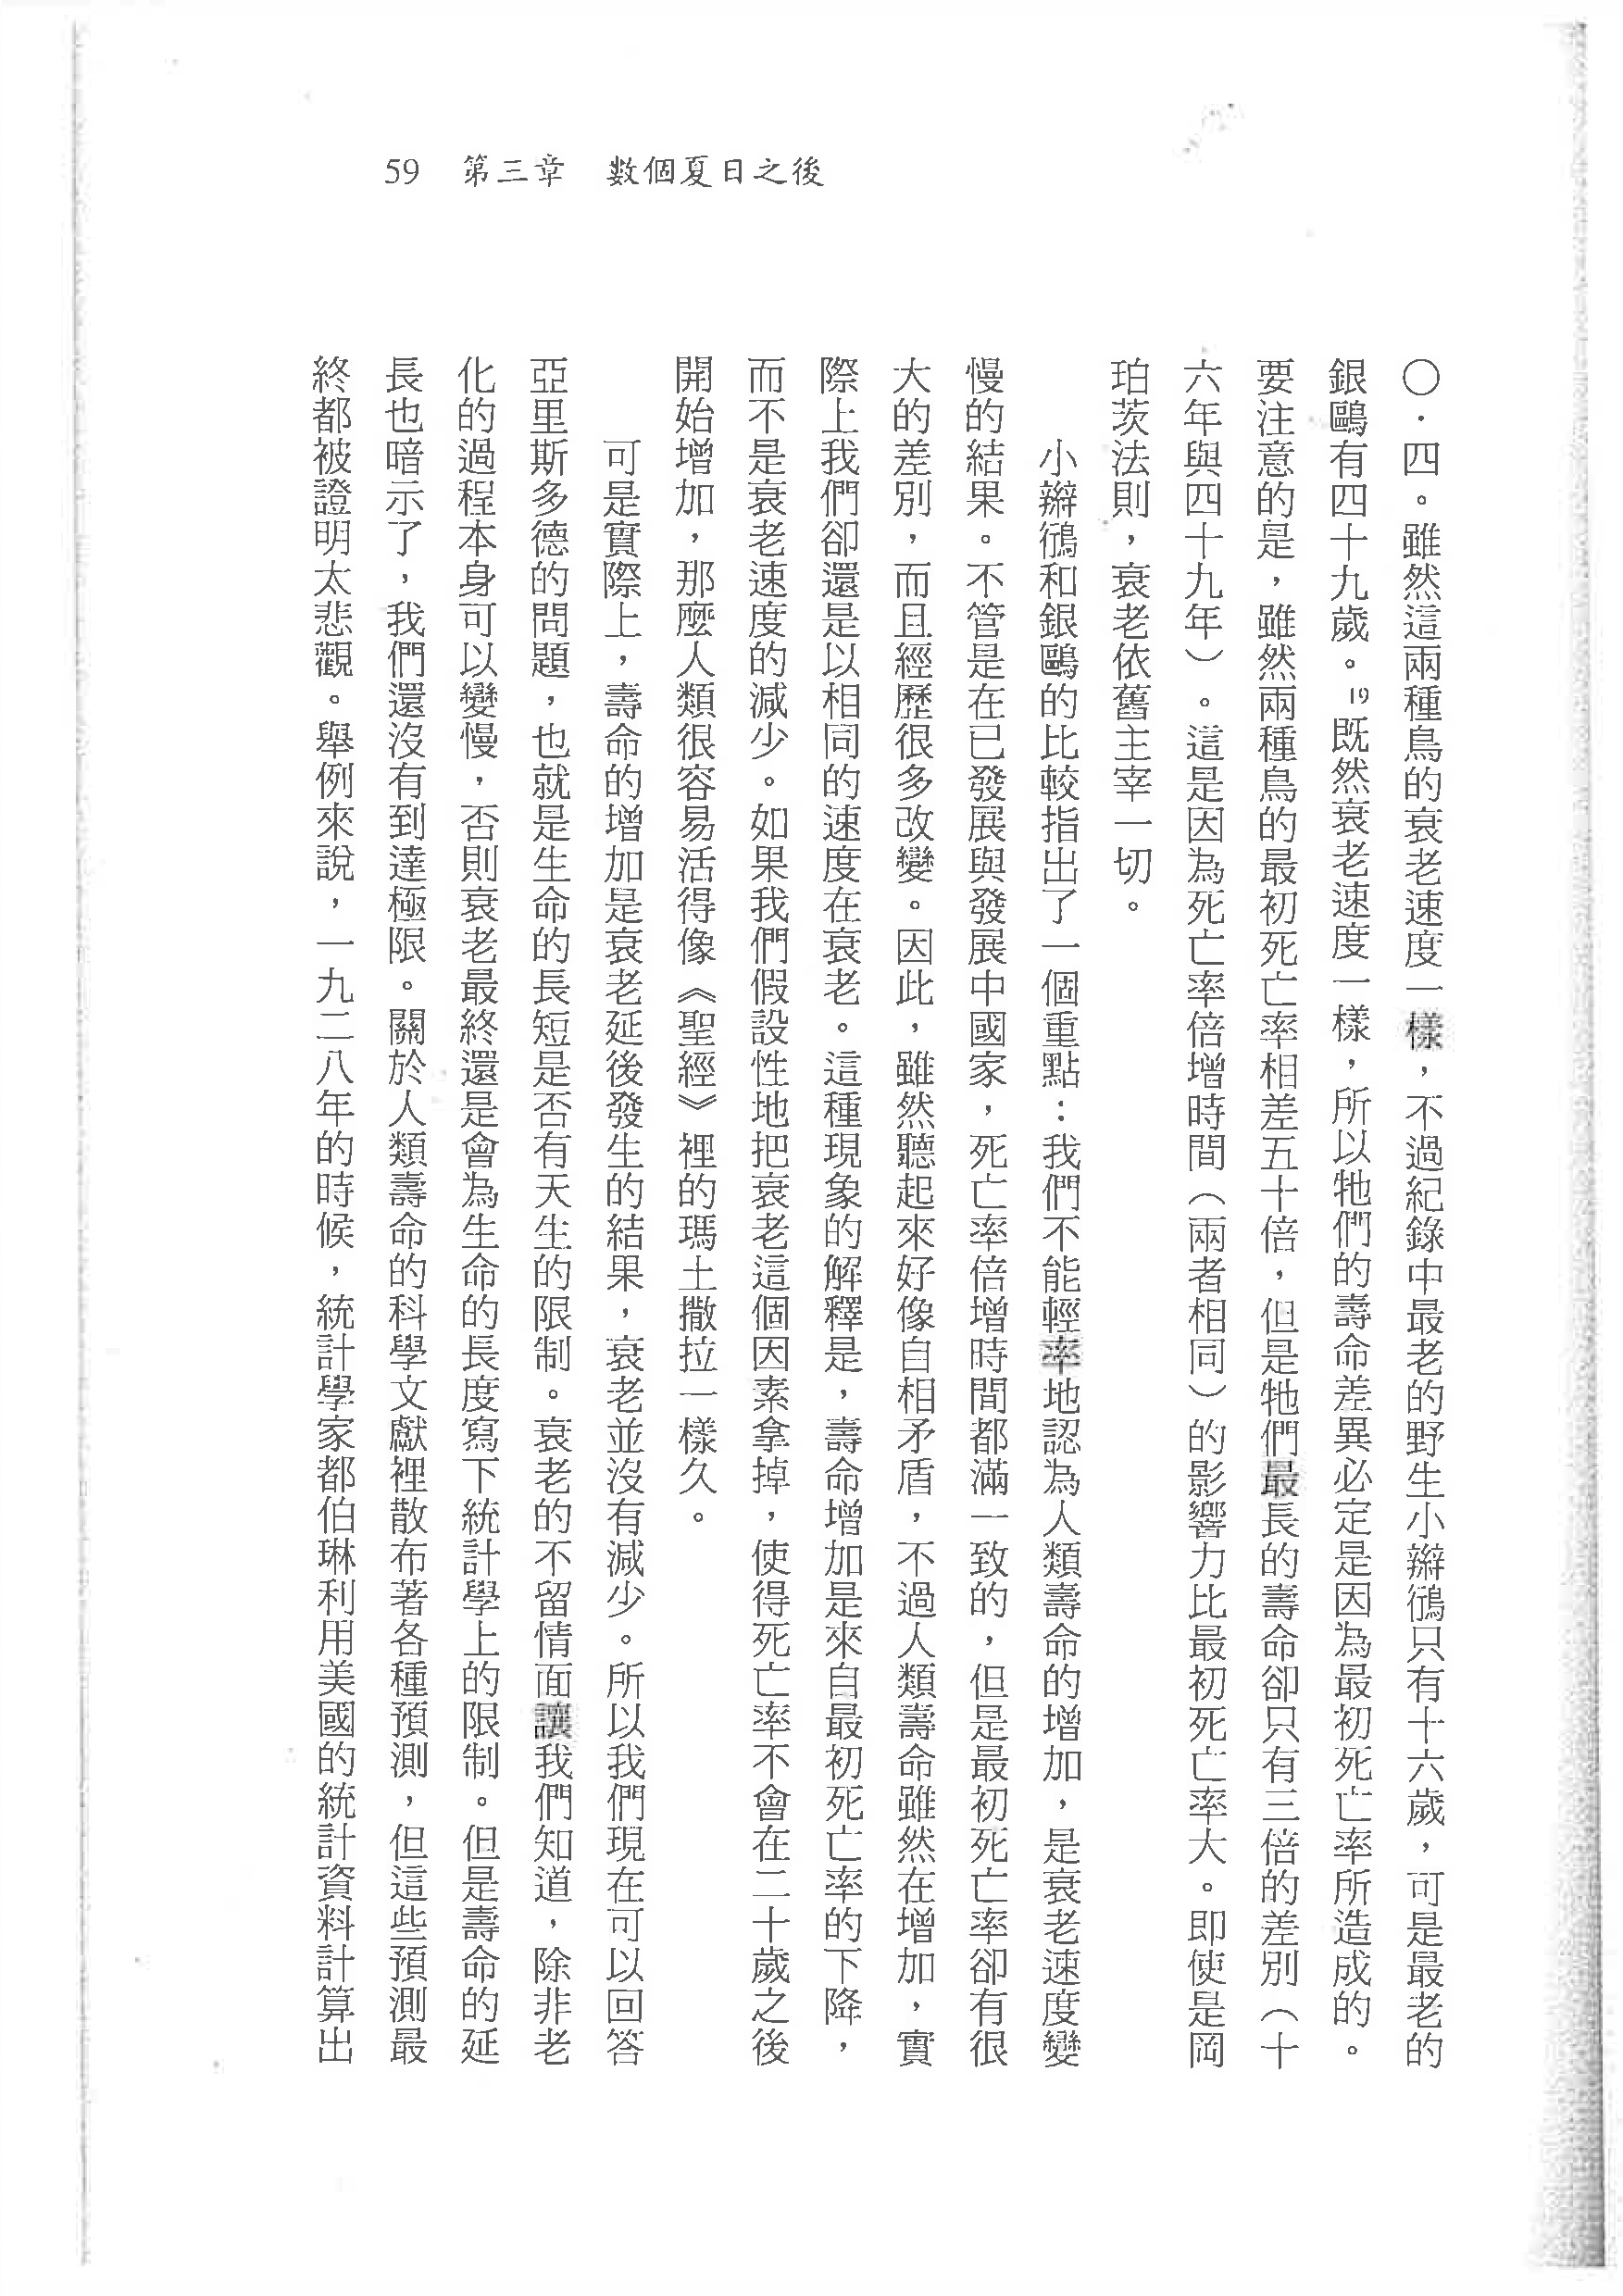 59 第三章 數個夏日之後
〇．四。雖然這兩種鳥的衰老速度一樣，不過紀錄中最老的野生小辮鴴只有十六歲，可是最老的
銀鷗有四十九歲。19既然衰老速度一樣，所以牠們的壽命差異必定是因為最初死亡率所造成的。
要注意的是，雖然兩種鳥的最初死亡率相差五十倍，但是牠們最長的壽命卻只有三倍的差別（十
六年與四十九年）。這是因為死亡率倍增時間（兩者相同）的影響力比最初死亡率大。即使是岡
珀茨法則，衰老依舊主宰一切。
小辮鴴和銀鷗的比較指出了一個重點：我們不能輕率地認為人類壽命的增加，是衰老速度變
慢的結果。不管是在已發展與發展中國家，死亡率倍增時間都滿一致的，但是最初死亡率卻有很
大的差別，而且經歷很多改變。因此，雖然聽起來好像自相矛盾，不過人類壽命雖然在增加，實
際上我們卻還是以相同的速度在衰老。這種現象的解釋是，壽命增加是來自最初死亡率的下降，
而不是衰老速度的減少。如果我們假設性地把衰老這個因素拿掉，使得死亡率不會在二十歲之後
開始增加，那麼人類很容易活得像《聖經》裡的瑪土撒拉一樣久。
可是實際上，壽命的增加是衰老延後發生的結果，衰老並沒有減少。所以我們現在可以回答
亞里斯多德的問題，也就是生命的長短是否有天生的限制。衰老的不留情面讓我們知道，除非老
化的過程本身可以變慢，否則衰老最終還是會為生命的長度寫下統計學上的限制。但是壽命的延
長也暗示了，我們還沒有到達極限。關於人類壽命的科學文獻裡散布著各種預測，但這些預測最
終都被證明太悲觀。舉例來說，一九二八年的時候，統計學家都伯琳利用美國的統計資料計算出